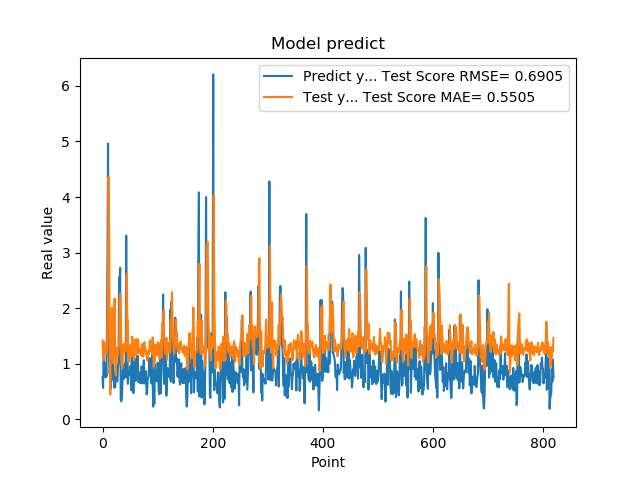 Model predict
Predict y... Test Score RMSE= 0.6905
Test y... Test Score MAE= 0.5505
Real value
6
5
4
3
2
1
0
0 200 400 600 800
Point